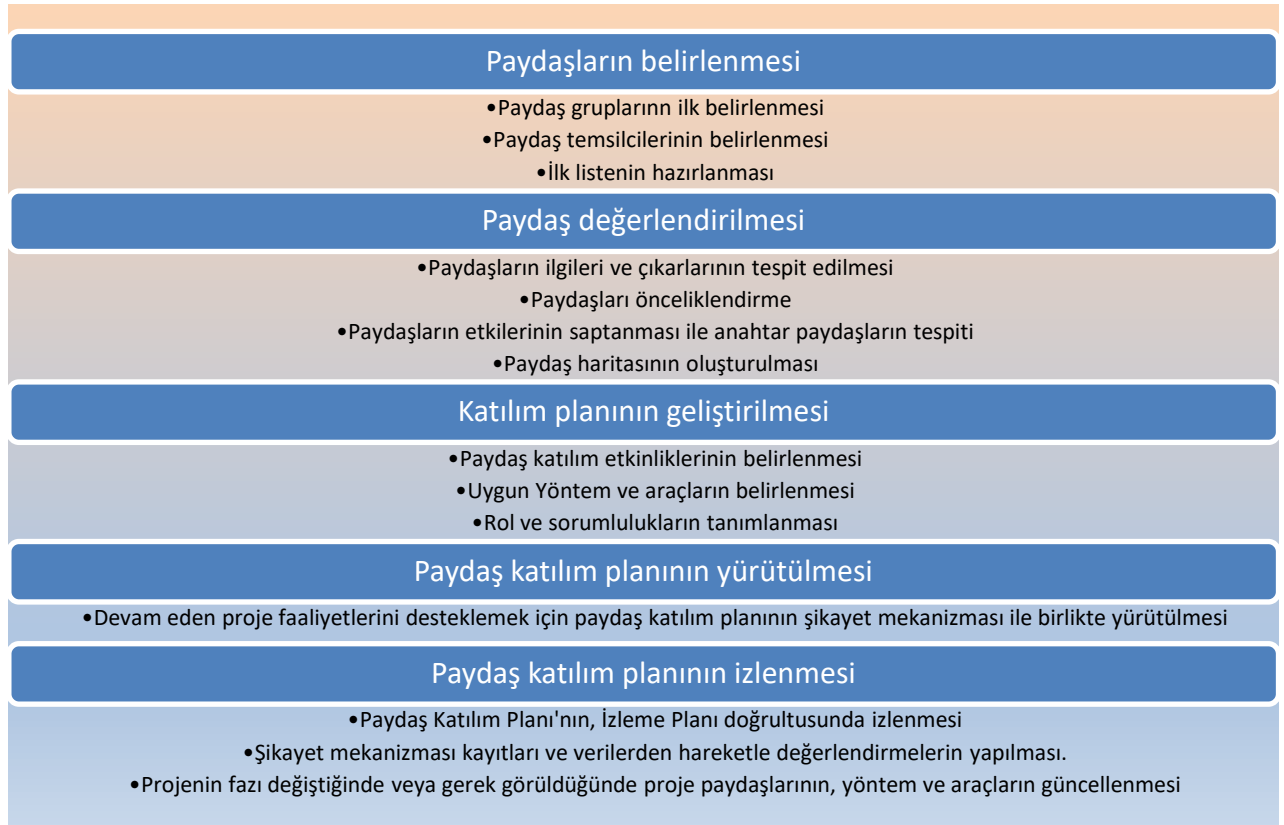 Paydaşların belirlenmesi
•Paydaş gruplarınn ilk belirlenmesi
•Paydaş temsilcilerinin belirlenmesi
•İlk listenin hazırlanması
Paydaş değerlendirilmesi
•Paydaşların ilgileri ve çıkarlarının tespit edilmesi
•Paydaşları önceliklendirme
•Paydaşların etkilerinin saptanması ile anahtar paydaşların tespiti
•Paydaş haritasının oluşturulması
Katılım planının geliştirilmesi
•Paydaş katılım etkinliklerinin belirlenmesi
•Uygun Yöntem ve araçların belirlenmesi
•Rol ve sorumlulukların tanımlanması
Paydaş katılım planının yürütülmesi
•Devam eden proje faaliyetlerini desteklemek için paydaş katılım planının şikayet mekanizması ile birlikte yürütülmesi
Paydaş katılım planının izlenmesi
•Paydaş Katılım Planı'nın, İzleme Planı doğrultusunda izlenmesi
•Şikayet mekanizması kayıtları ve verilerden hareketle değerlendirmelerin yapılması.
•Projenin fazı değiştiğinde veya gerek görüldüğünde proje paydaşlarının, yöntem ve araçların güncellenmesi